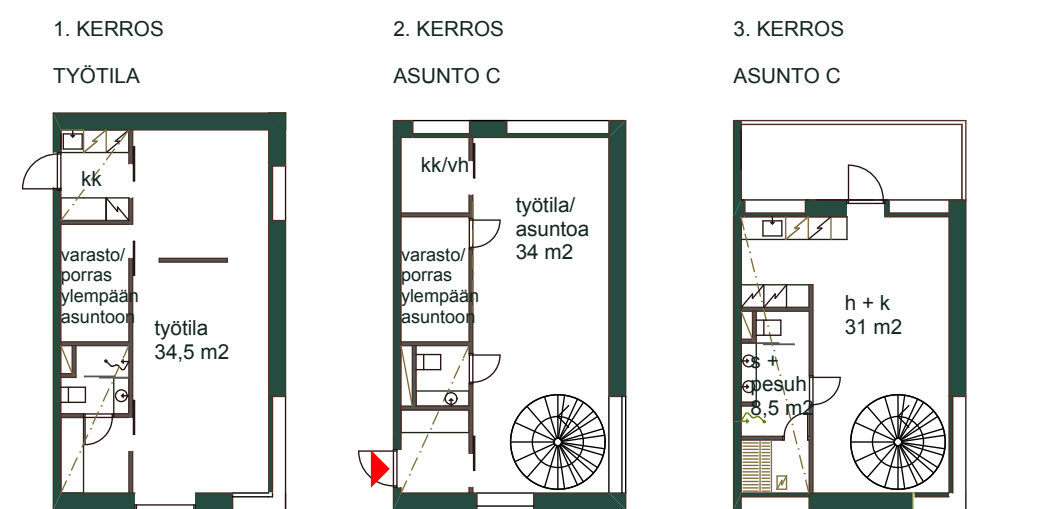 1. KERROS
TYÖTILA
kk
varasto/
porras
ylempään
asuntoon
työtila
34,5 m2
2. KERROS
ASUNTO C
kk/vh
työtila/
asuntoa
34 m2
varasto/
porras
ylempään
asuntoon
3. KERROS
ASUNTO C
h + k
31 m2
s +
pesuh
8,5 m2